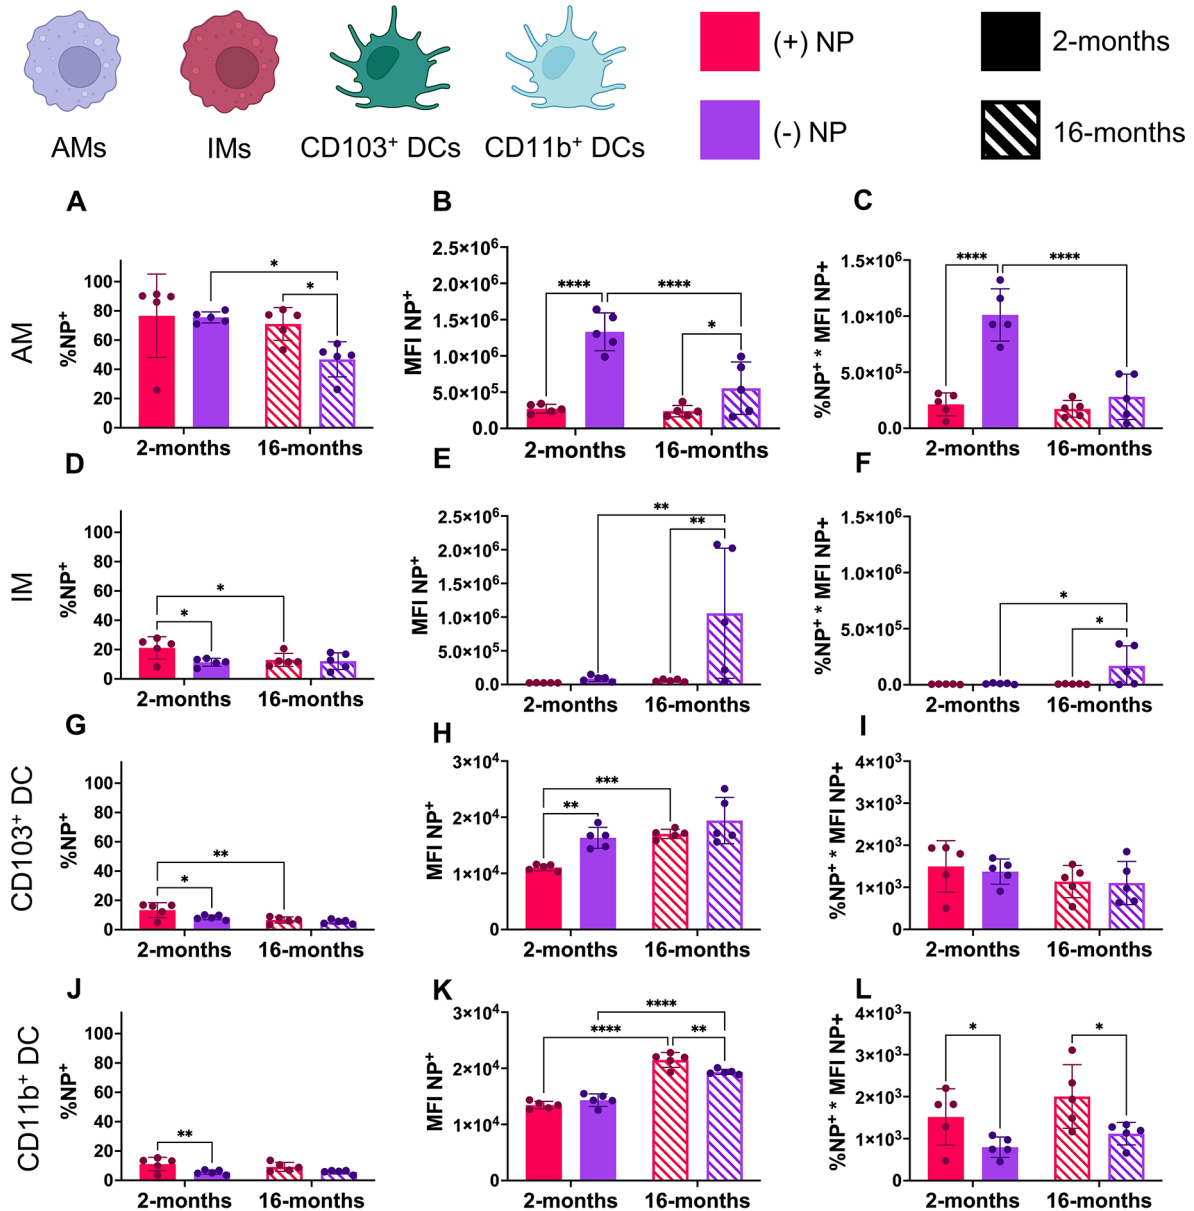 AMs IMs CD103⁺ DCs CD11b⁺ DCs
(+) NP
(-) NP
2-months
16-months
A
AM
%NP⁺
100
80
60
40
20
0
*
*
2-months 16-months
B
MFI NP⁺
2.5×10⁶
2.0×10⁶
1.5×10⁶
1.0×10⁶
5.0×10⁵
0.0
****
****
*
2-months 16-months
C
%NP⁺ * MFI NP+
1.5×10⁶
1.0×10⁶
5.0×10⁵
0.0
****
****
2-months 16-months
D
IM
%NP⁺
100
80
60
40
20
0
*
*
2-months 16-months
E
MFI NP⁺
2.5×10⁶
2.0×10⁶
1.5×10⁶
1.0×10⁶
5.0×10⁵
0.0
**
**
2-months 16-months
F
%NP⁺ * MFI NP+
1.5×10⁶
1.0×10⁶
5.0×10⁵
0.0
*
*
2-months 16-months
G
CD103⁺ DC
%NP⁺
100
80
60
40
20
0
**
*
2-months 16-months
H
MFI NP⁺
3×10⁴
2×10⁴
1×10⁴
0
***
**
2-months 16-months
I
%NP⁺ * MFI NP+
4×10³
3×10³
2×10³
1×10³
0
2-months 16-months
J
CD11b⁺ DC
%NP⁺
100
80
60
40
20
0
**
2-months 16-months
K
MFI NP⁺
3×10⁴
2×10⁴
1×10⁴
0
****
****
**
2-months 16-months
L
%NP⁺ * MFI NP+
4×10³
3×10³
2×10³
1×10³
0
*
*
2-months 16-months